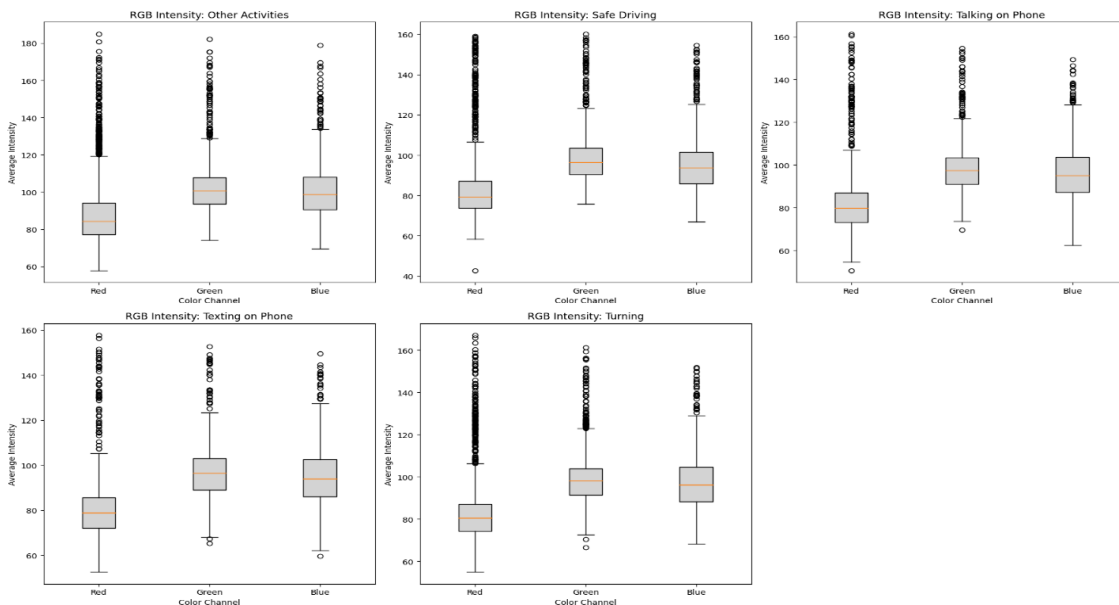 RGB Intensity: Other Activities
180
160
140
120
100
80
60
Average Intensity
Red
Green
Blue
Color Channel
RGB Intensity: Safe Driving
160
140
120
100
80
60
40
Average Intensity
Red
Green
Blue
Color Channel
RGB Intensity: Talking on Phone
160
140
120
100
80
60
Average Intensity
Red
Green
Blue
Color Channel
RGB Intensity: Texting on Phone
160
140
120
100
80
60
Average Intensity
Red
Green
Blue
Color Channel
RGB Intensity: Turning
160
140
120
100
80
60
Average Intensity
Red
Green
Blue
Color Channel